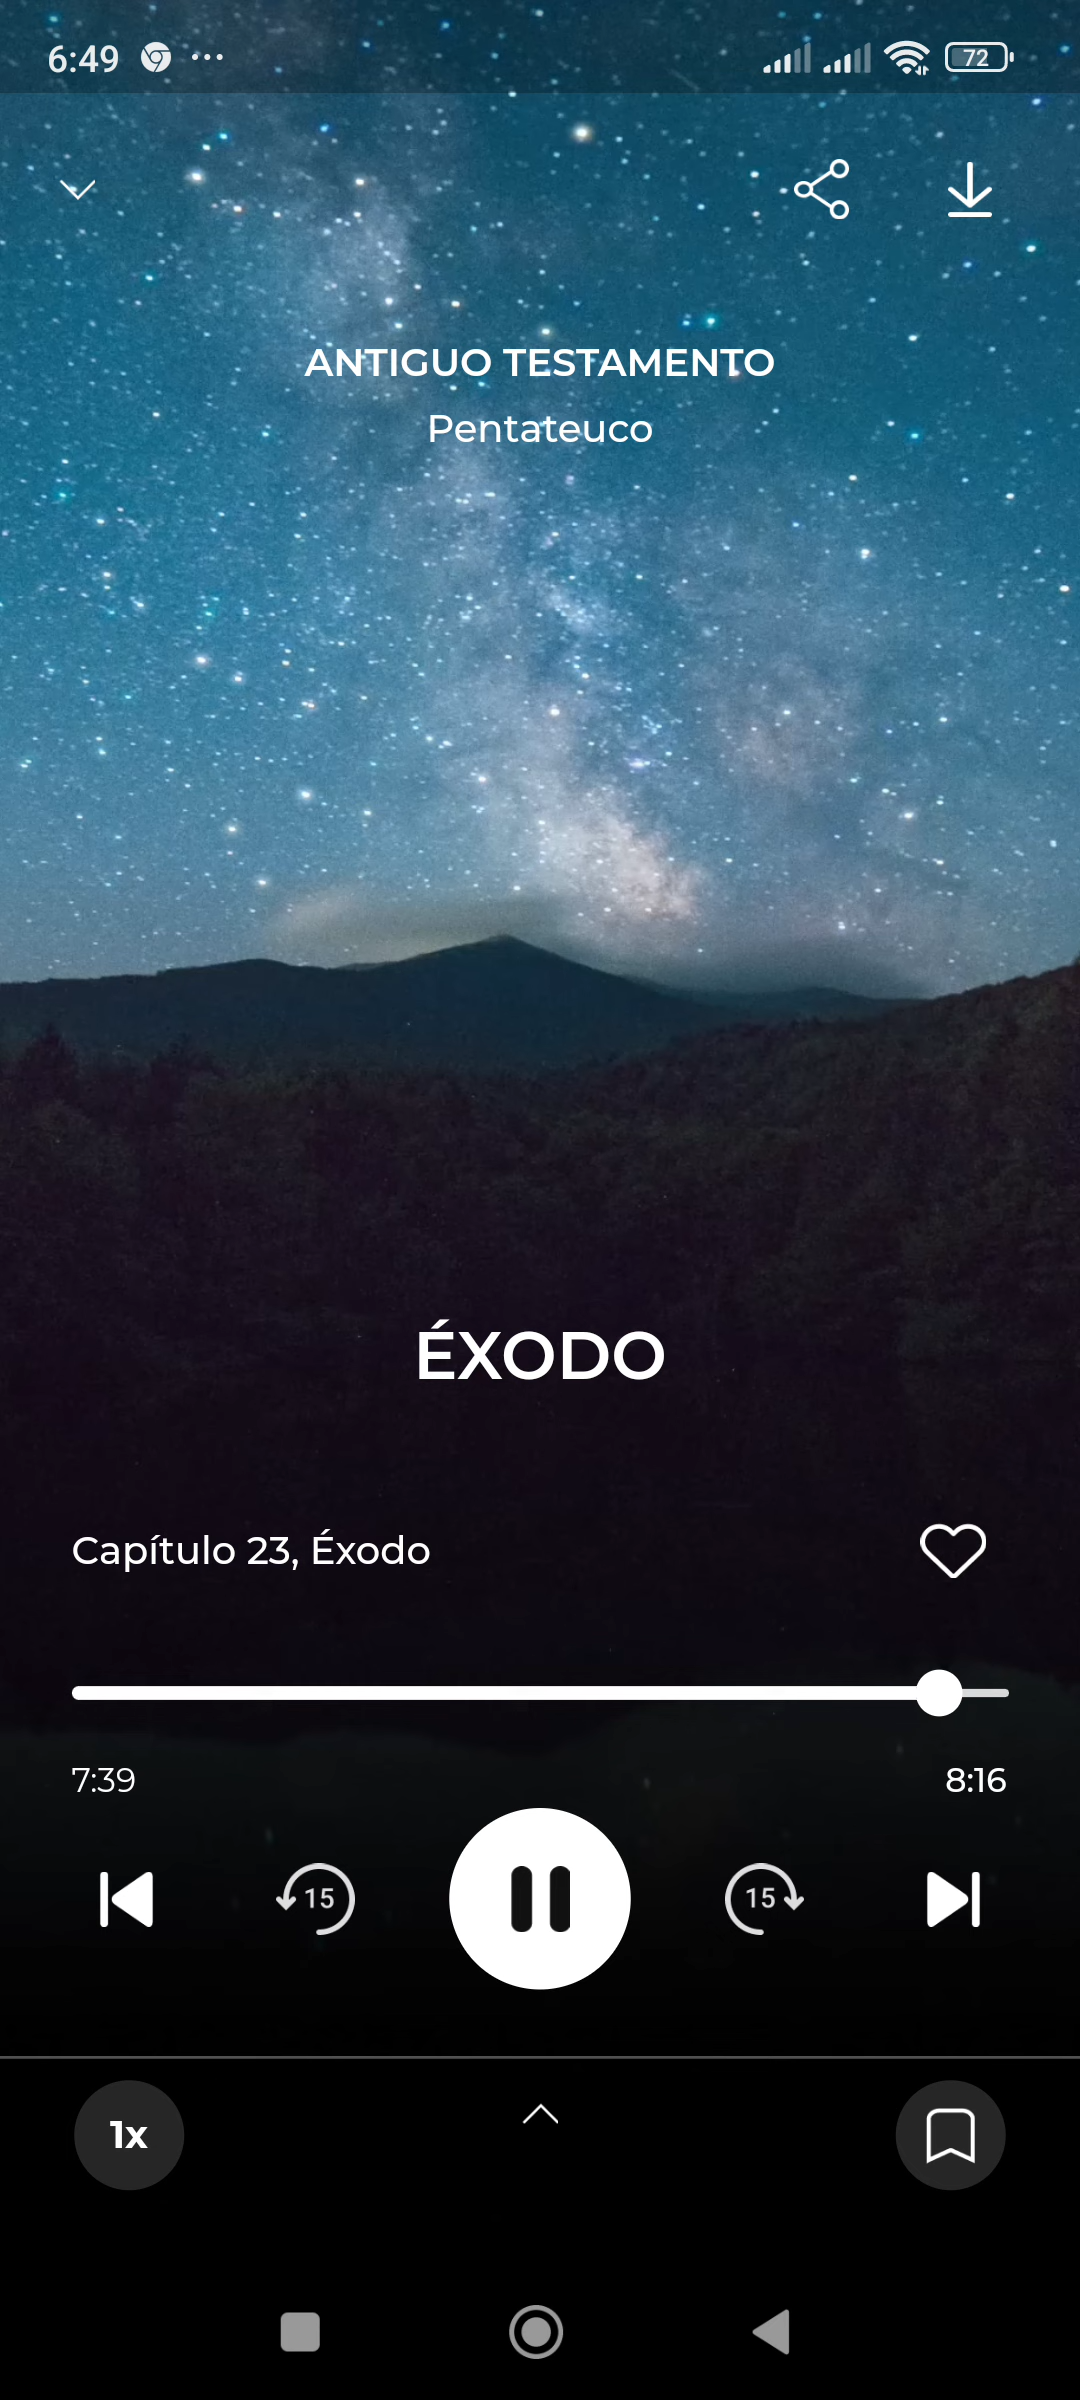 6:49
72
ANTIGUO TESTAMENTO
Pentateuco
ÉXODO
Capítulo 23, Éxodo
7:39
8:16
15
15
1x